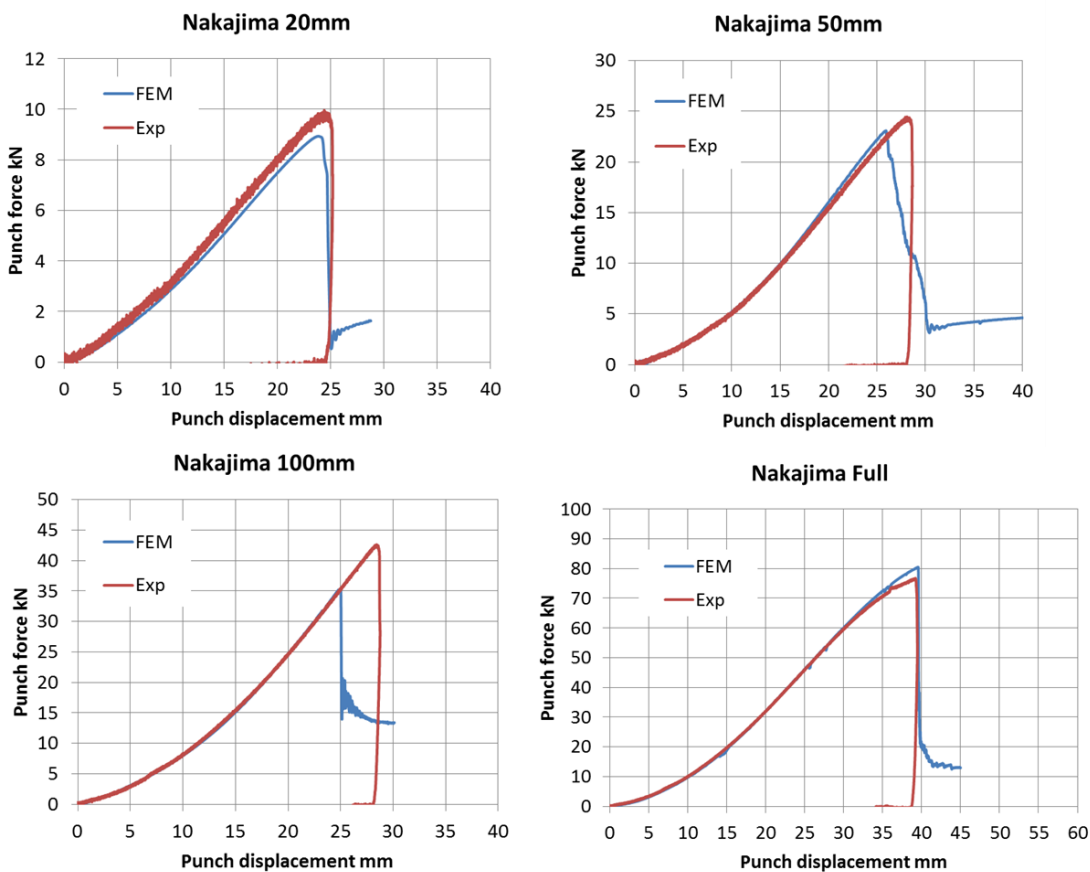 Nakajima 20mm
12
10
8
6
4
2
0
FEM
Exp
Punch force kN
0 5 10 15 20 25 30 35 40
Punch displacement mm
Nakajima 50mm
30
25
20
15
10
5
0
FEM
Exp
Punch force kN
0 5 10 15 20 25 30 35 40
Punch displacement mm
Nakajima 100mm
50
45
40
35
30
25
20
15
10
5
0
FEM
Exp
Punch force kN
0 5 10 15 20 25 30 35 40
Punch displacement mm
Nakajima Full
100
90
80
70
60
50
40
30
20
10
0
FEM
Exp
Punch force kN
0 5 10 15 20 25 30 35 40 45 50 55 60
Punch displacement mm